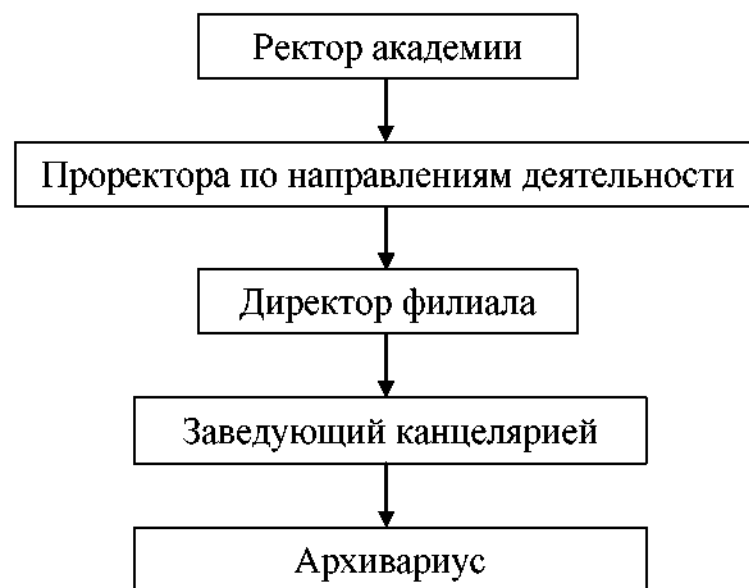 Ректор академии
Проректора по направлениям деятельности
Директор филиала
Заведующий канцелярией
Архивариус